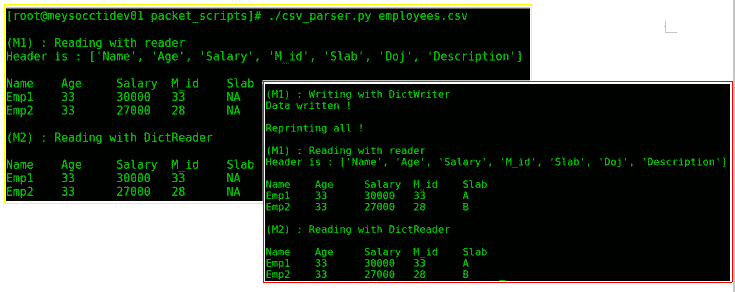 [root@meysocctidev01 packet_scripts]# ./csv_parser.py employees.csv
(M1) : Reading with reader
Header is : ['Name', 'Age', 'Salary', 'M_id', 'Slab', 'Doj', 'Description']
Name Age Salary M_id Slab
Emp1 33 30000 33 NA
Emp2 33 27000 28 NA
(M2) : Reading with DictReader
Name Age Salary M_id Slab
Emp1 33 30000 33 NA
Emp2 33 27000 28 NA
(M1) : Writing with DictWriter
Data written !
Reprinting all !
(M1) : Reading with reader
Header is : ['Name', 'Age', 'Salary', 'M_id', 'Slab', 'Doj', 'Description']
Name Age Salary M_id Slab
Emp1 33 30000 33 A
Emp2 33 27000 28 B
(M2) : Reading with DictReader
Name Age Salary M_id Slab
Emp1 33 30000 33 A
Emp2 33 27000 28 B